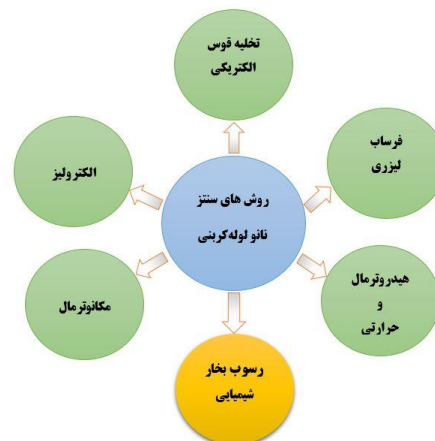 تخلیه قوس
الکتریکی
فرساب
لیزری
الکترولیز
روش های سنتز
نانو لوله‌کربنی
هیدروترمال
و
حرارتی
مکانوترمال
رسوب بخار
شیمیایی